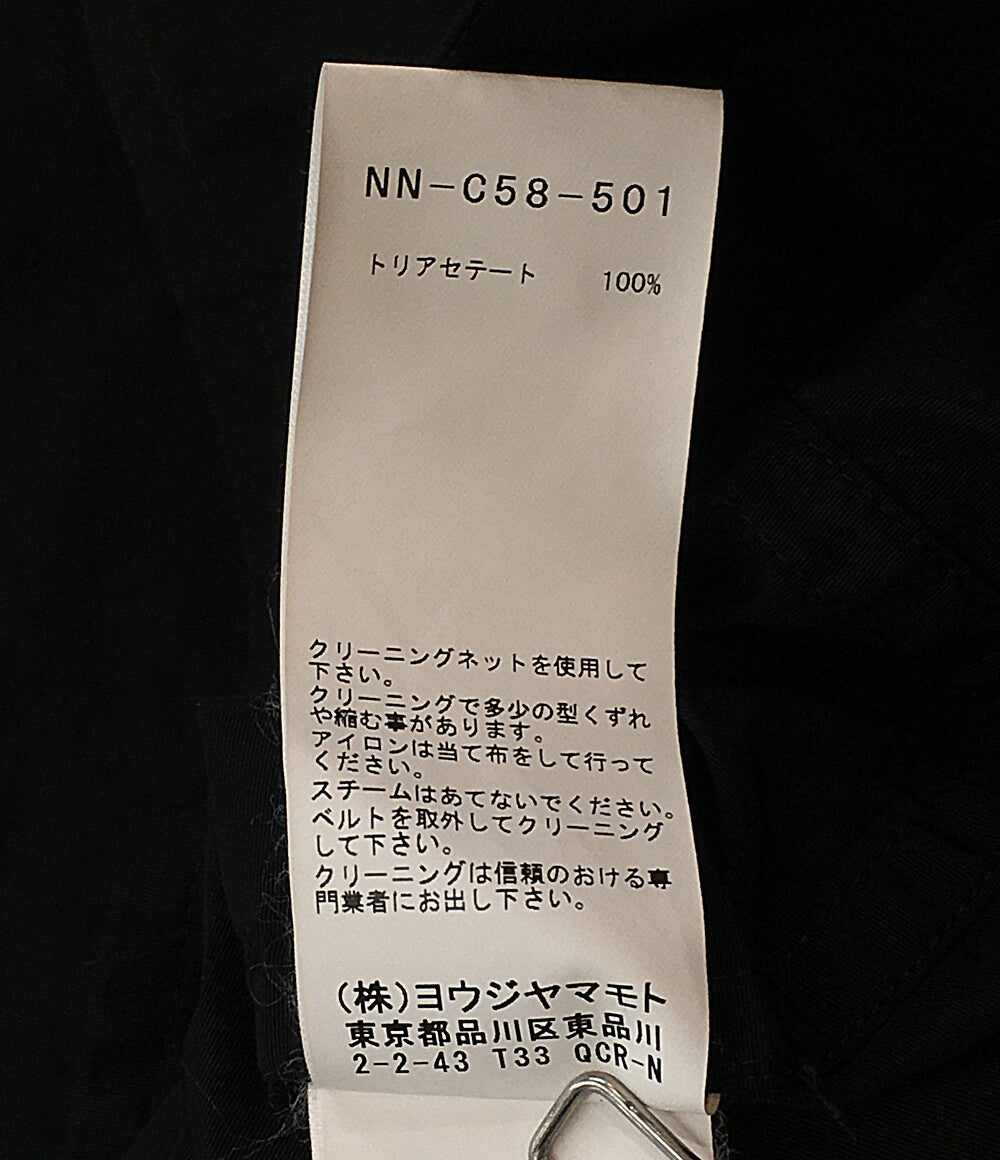 NN-C58-501
トリアセテート 100%
クリーニングネットを使用して
下さい。
クリーニングで多少の型くずれ
や縮む事があります。
アイロンは当て布をして行って
ください。
スチームはあてないでください。
ベルトを取外してクリーニング
して下さい。
クリーニングは信頼のおける専
門業者にお出し下さい。
(株)ヨウジヤマモト
東京都品川区東品川
2-2-43 T33 QCR-N